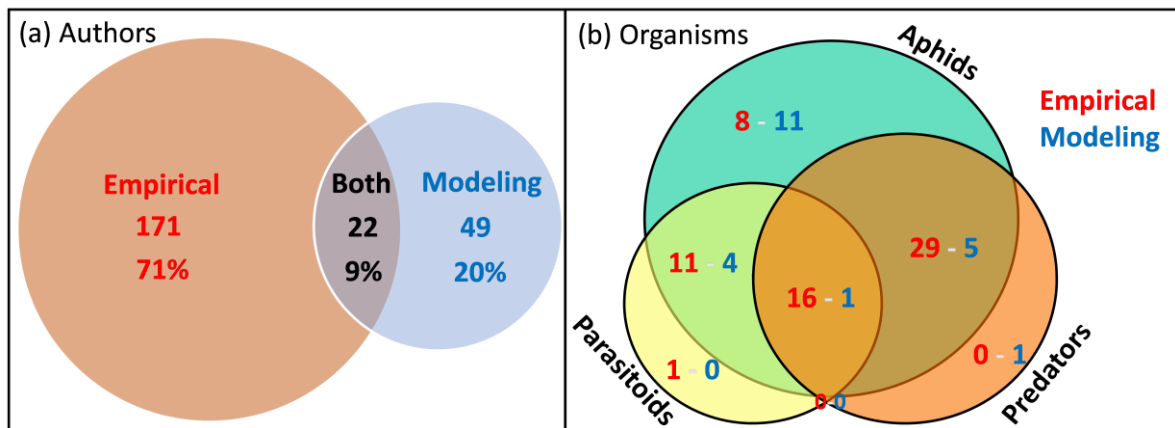 (a) Authors
Empirical
171
71%
Both
22
9%
Modeling
49
20%
(b) Organisms
Aphids
Empirical
Modeling
8 - 11
29 - 5
11 - 4
16 - 1
1 - 0
0 - 1
0 0
Parasitoids
Predators